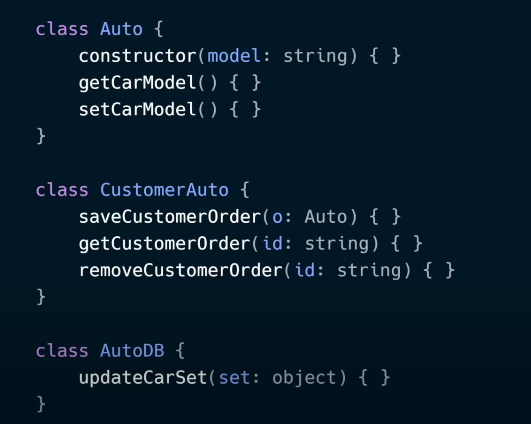 class Auto {
    constructor(model: string) { }
    getCarModel() { }
    setCarModel() { }
}
class CustomerAuto {
    saveCustomerOrder(o: Auto) { }
    getCustomerOrder(id: string) { }
    removeCustomerOrder(id: string) { }
}
class AutoDB {
    updateCarSet(set: object) { }
}